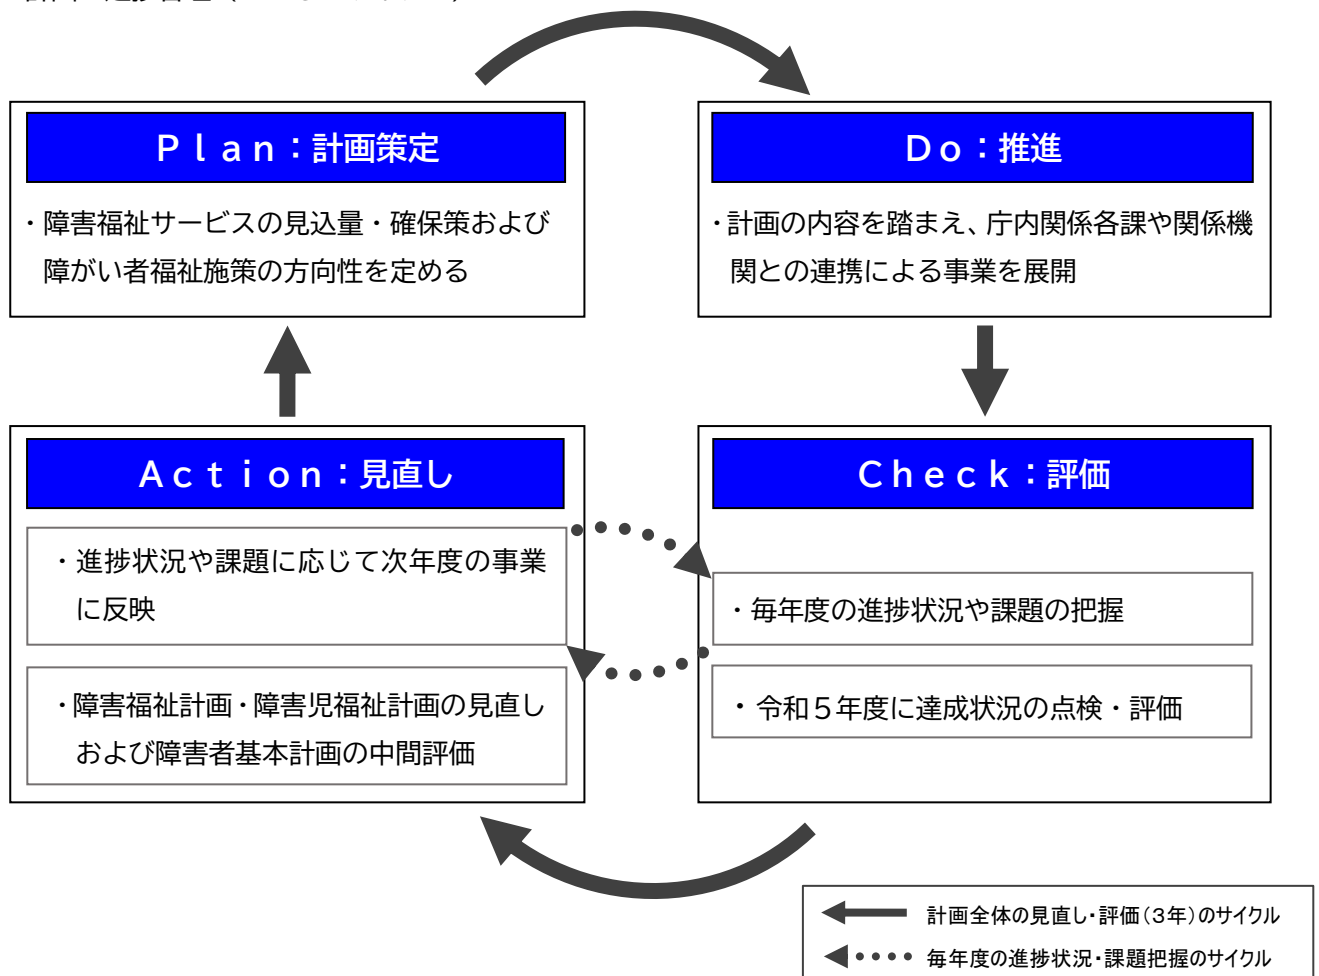 Ｐｌａｎ：計画策定
・障害福祉サービスの見込量・確保策および
障がい者福祉施策の方向性を定める
Ｄｏ：推進
・計画の内容を踏まえ、庁内関係各課や関係機
関との連携による事業を展開
Ａｃｔｉｏｎ：見直し
・進捗状況や課題に応じて次年度の事業
に反映
・障害福祉計画・障害児福祉計画の見直し
および障害者基本計画の中間評価
Ｃｈｅｃｋ：評価
・毎年度の進捗状況や課題の把握
・令和５年度に達成状況の点検・評価
計画全体の見直し・評価（３年）のサイクル
毎年度の進捗状況・課題把握のサイクル